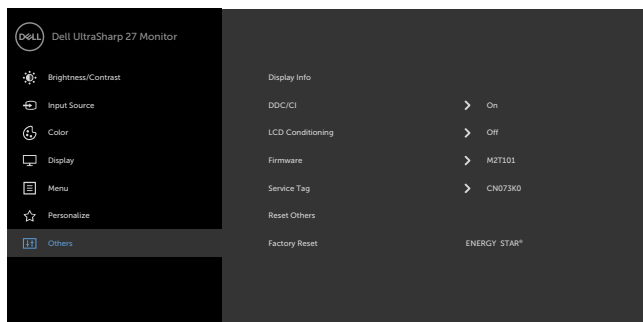 DELL Dell UltraSharp 27 Monitor
Brightness/Contrast
Input Source
Color
Display
Menu
Personalize
Others
Display Info
DDC/CI On
LCD Conditioning Off
Firmware M2T101
Service Tag CN073K0
Reset Others
Factory Reset ENERGY STAR®